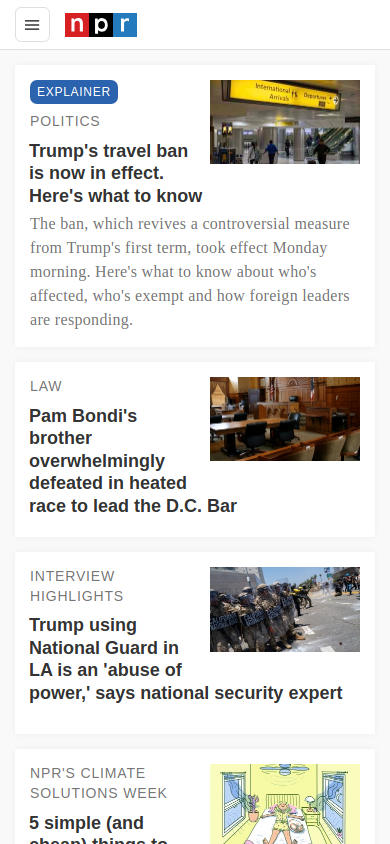 npr
EXPLAINER
POLITICS
International
Arrivals
Departures
Trump's travel ban
is now in effect.
Here's what to know
The ban, which revives a controversial measure
from Trump's first term, took effect Monday
morning. Here's what to know about who's
affected, who's exempt and how foreign leaders
are responding.
LAW
Pam Bondi's
brother
overwhelmingly
defeated in heated
race to lead the D.C. Bar
INTERVIEW
HIGHLIGHTS
Trump using
National Guard in
LA is an 'abuse of
power,' says national security expert
NPR'S CLIMATE
SOLUTIONS WEEK
5 simple (and
cheap) things to